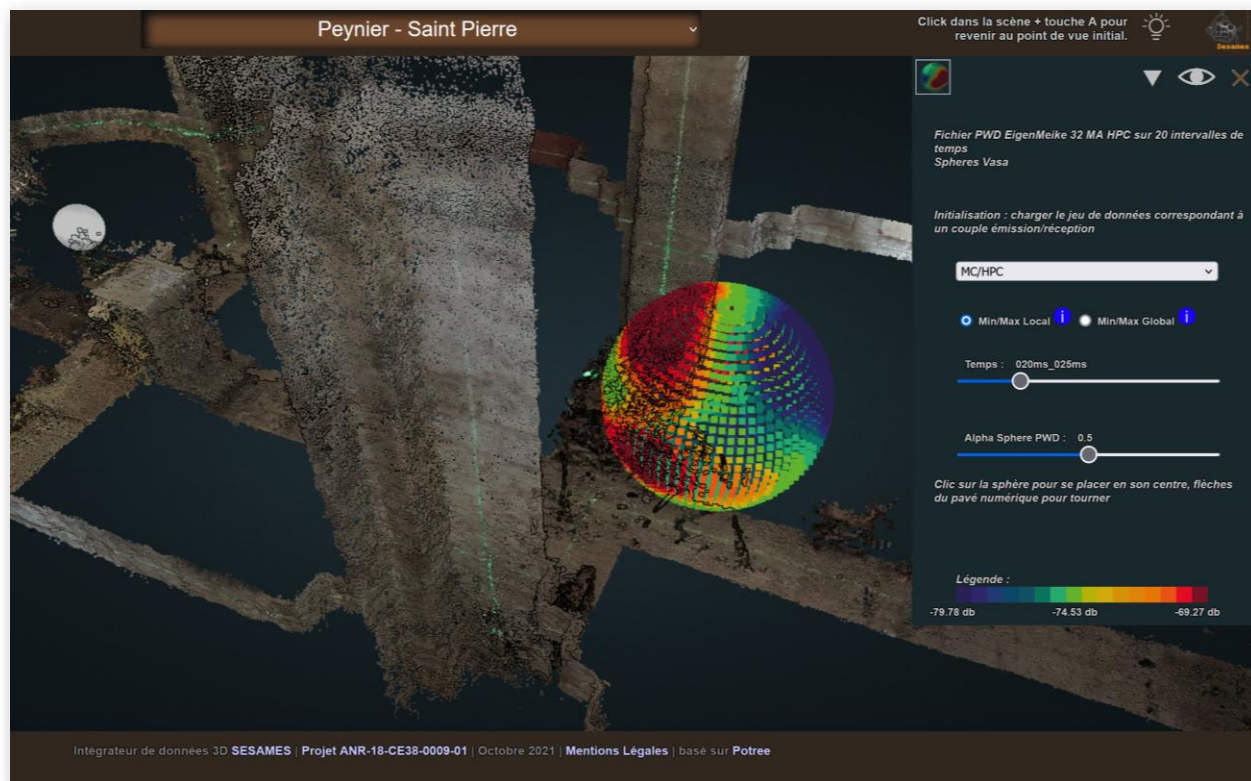 Peynier - Saint Pierre
Click dans la scène + touche A pour
revenir au point de vue initial.
Sesames
Fichier PWD EigenMeike 32 MA HPC sur 20 intervalles de
temps
Spheres Vasa
Initialisation : charger le jeu de données correspondant à
un couple émission/réception
MC/HPC
Min/Max Local i Min/Max Global i
Temps : 020ms_025ms
Alpha Sphere PWD : 0.5
Clic sur la sphère pour se placer en son centre, flèches
du pavé numérique pour tourner
Légende :
-79.78 db -74.53 db -69.27 db
Intégrateur de données 3D SESAMES | Projet ANR-18-CE38-0009-01 | Octobre 2021 | Mentions Légales | basé sur Potree